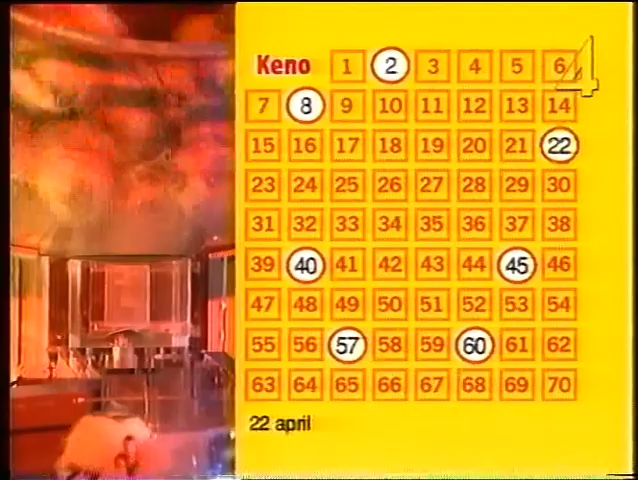 Keno 1 2 3 4 5 6
4
7 8 9 10 11 12 13 14
15 16 17 18 19 20 21 22
23 24 25 26 27 28 29 30
31 32 33 34 35 36 37 38
39 40 41 42 43 44 45 46
47 48 49 50 51 52 53 54
55 56 57 58 59 60 61 62
63 64 65 66 67 68 69 70
22 april